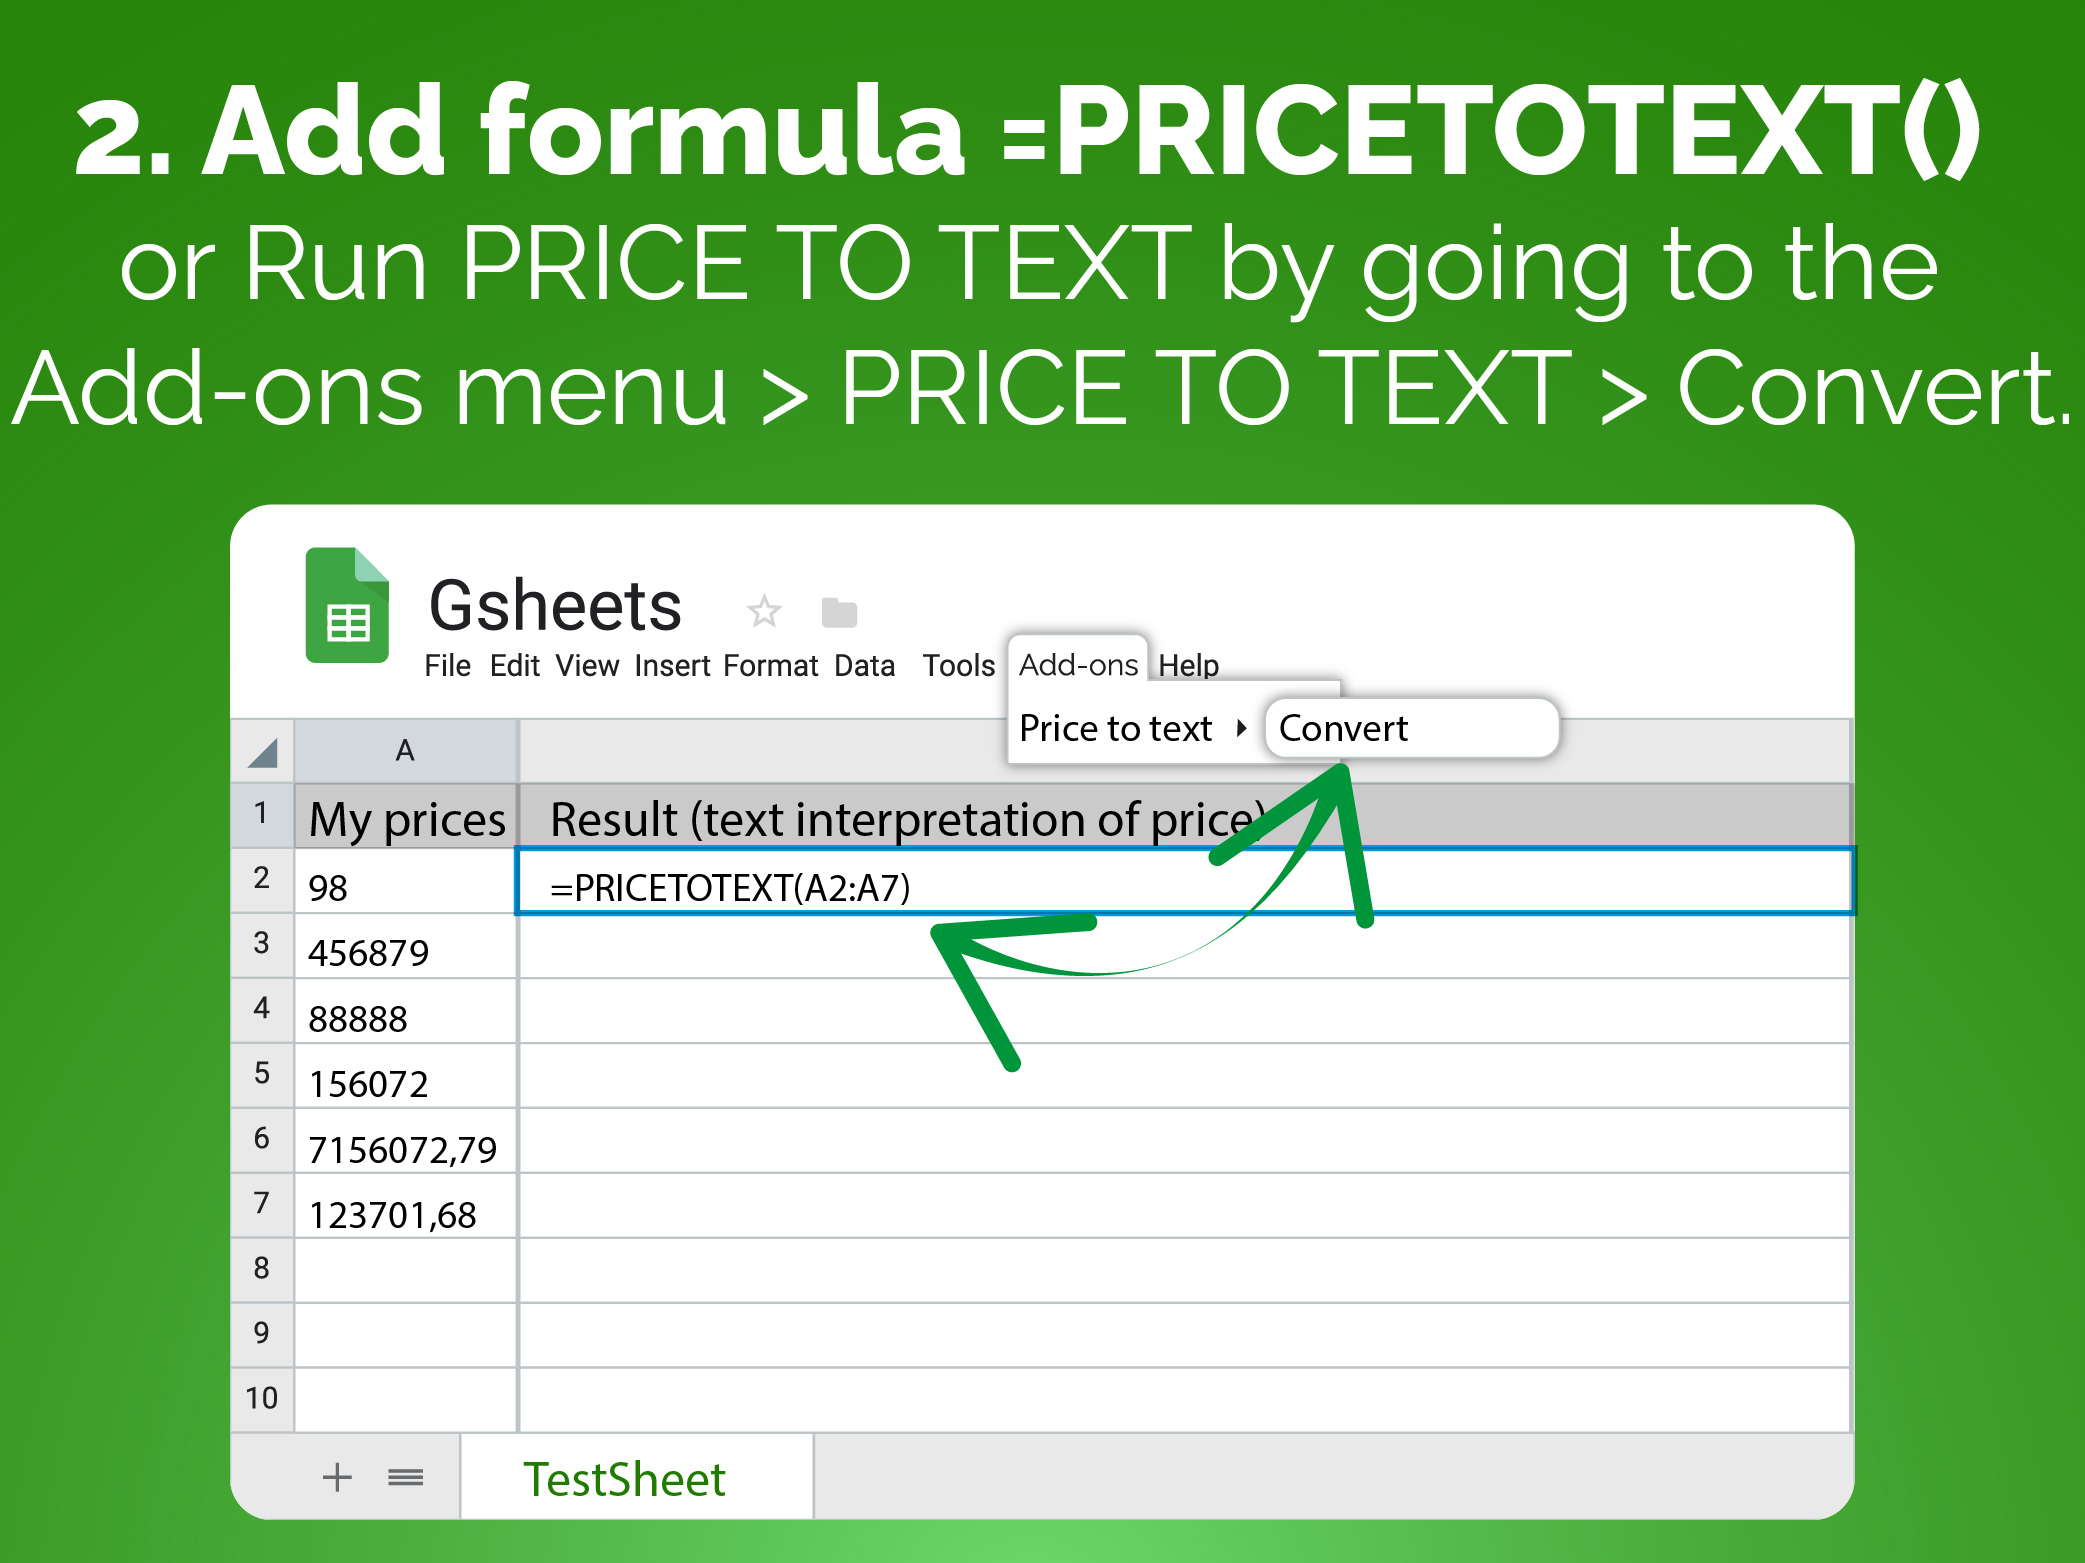 2. Add formula =PRICETOTEXT()
or Run PRICE TO TEXT by going to the
Add-ons menu > PRICE TO TEXT > Convert.
Gsheets
File Edit View Insert Format Data Tools Add-ons Help
Price to text Convert
A
1 My prices Result (text interpretation of price)
2 98 =PRICETOTEXT(A2:A7)
3 456879
4 88888
5 156072
6 7156072,79
7 123701,68
8
9
10
TestSheet